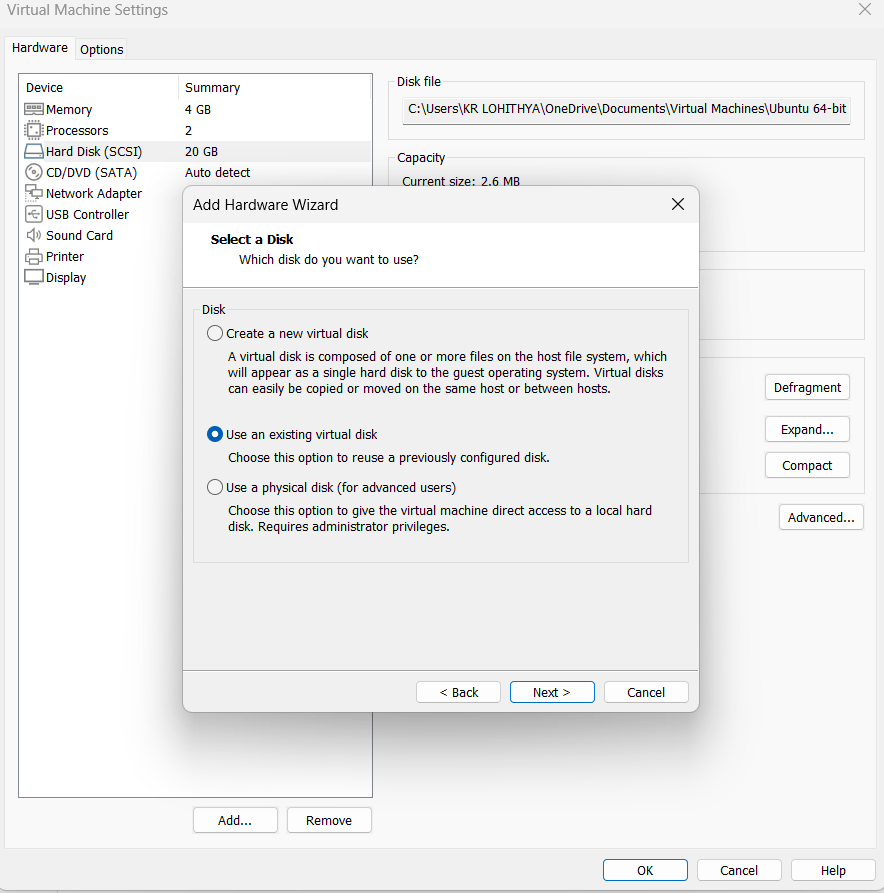 Virtual Machine Settings
Hardware
Options
Device
Summary
Memory
4 GB
Processors
2
Hard Disk (SCSI)
20 GB
CD/DVD (SATA)
Auto detect
Network Adapter
USB Controller
Sound Card
Printer
Display
Add...
Remove
Disk file
C:\Users\KR LOHITHYA\OneDrive\Documents\Virtual Machines\Ubuntu 64-bit
Capacity
Current size: 2.6 MB
Defragment
Expand...
Compact
Advanced...
Add Hardware Wizard
Select a Disk
Which disk do you want to use?
Disk
Create a new virtual disk
A virtual disk is composed of one or more files on the host file system, which
will appear as a single hard disk to the guest operating system. Virtual disks
can easily be copied or moved on the same host or between hosts.
Use an existing virtual disk
Choose this option to reuse a previously configured disk.
Use a physical disk (for advanced users)
Choose this option to give the virtual machine direct access to a local hard
disk. Requires administrator privileges.
< Back
Next >
Cancel
OK
Cancel
Help